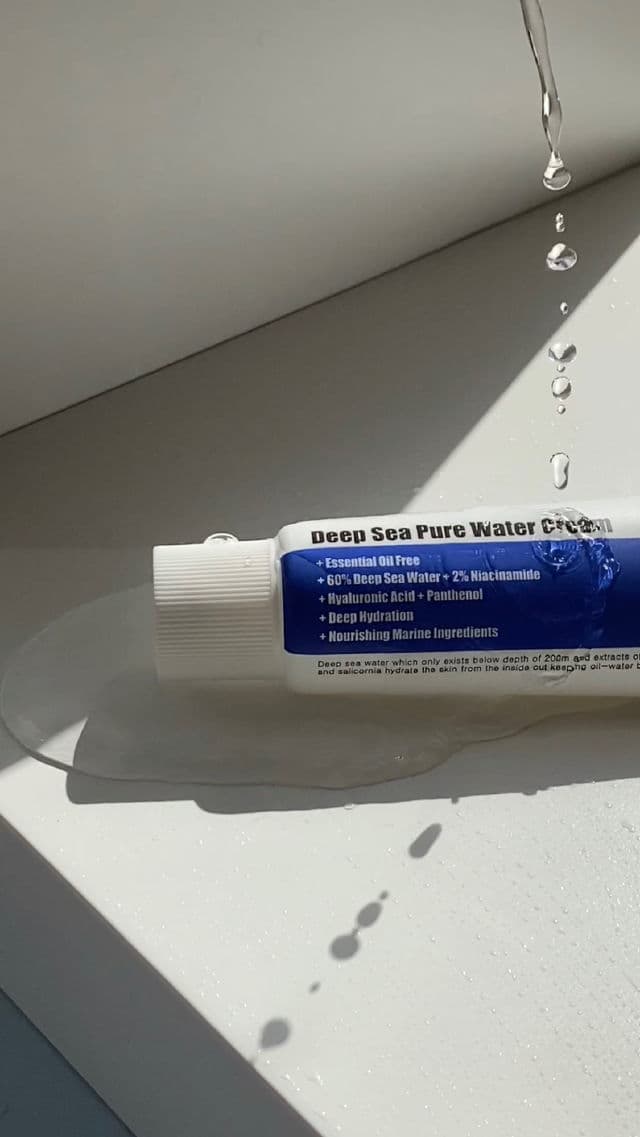 Deep Sea Pure Water Cream
+ Essential Oil Free
+ 60% Deep Sea Water + 2% Niacinamide
+ Hyaluronic Acid + Panthenol
+ Deep Hydration
+ Nourishing Marine Ingredients
Deep sea water which only exists below depth of 200m and extracts
and salicornia hydrate the skin from the inside out keeping oil-water